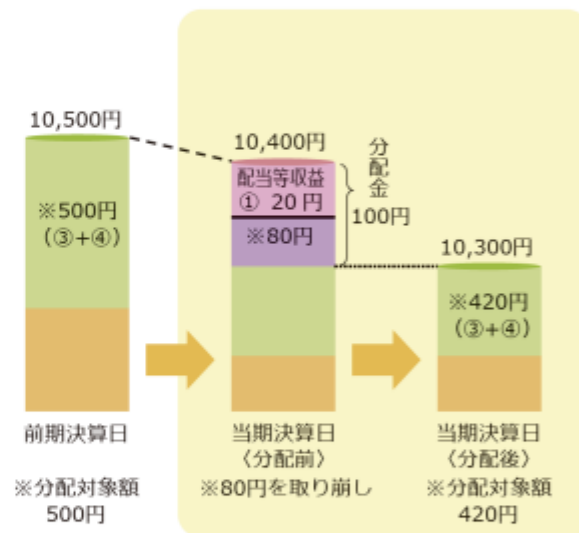 10,500円
※500円
（③+④）
前期決算日
※分配対象額
500円
10,400円
配当等収益
① 20円
※80円
分配金
100円
当期決算日
〈分配前〉
※80円を取り崩し
10,300円
※420円
（③+④）
当期決算日
〈分配後〉
※分配対象額
420円